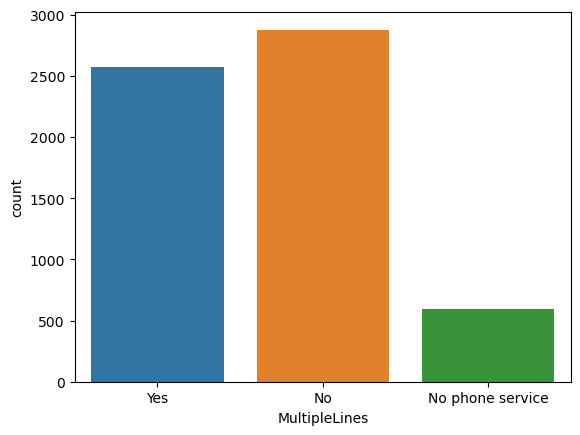 3000
2500
2000
1500
1000
500
0
count
Yes
No
No phone service
MultipleLines